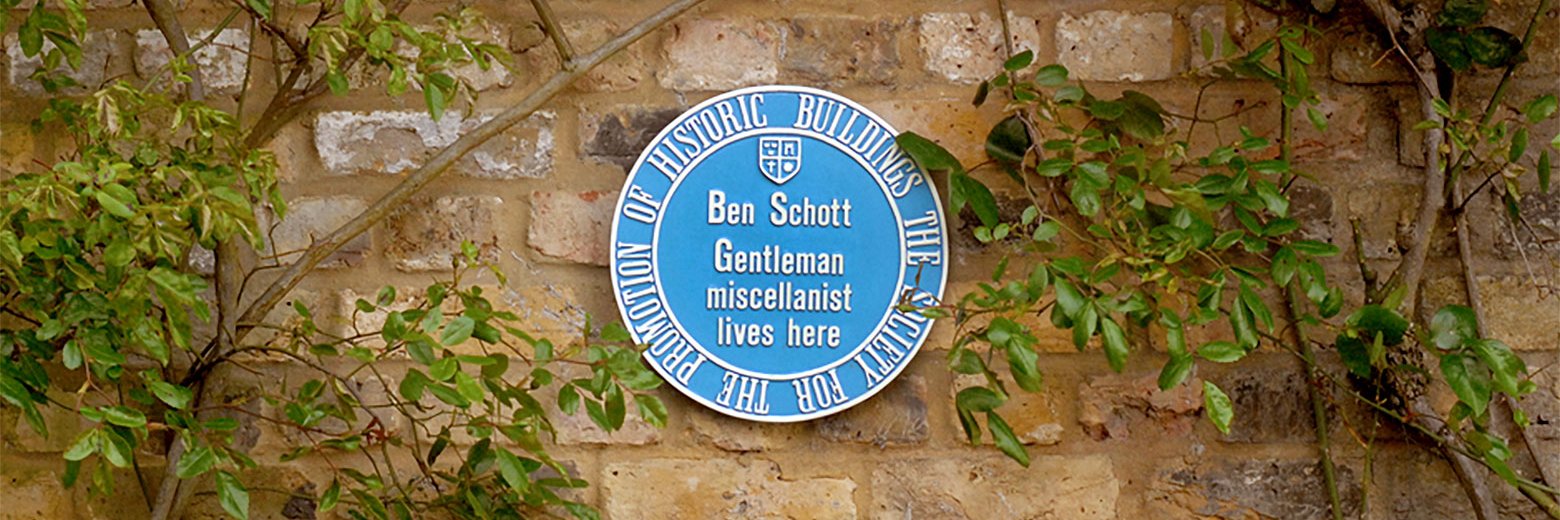 THE SOCIETY FOR THE PROMOTION OF HISTORIC BUILDINGS
Ben Schott
Gentleman
miscellanist
lives here